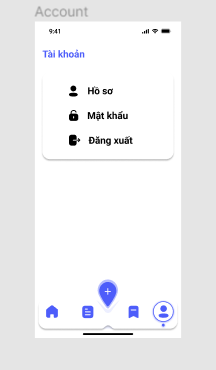 Account
9:41
Tài khoản
Hồ sơ
Mật khẩu
Đăng xuất